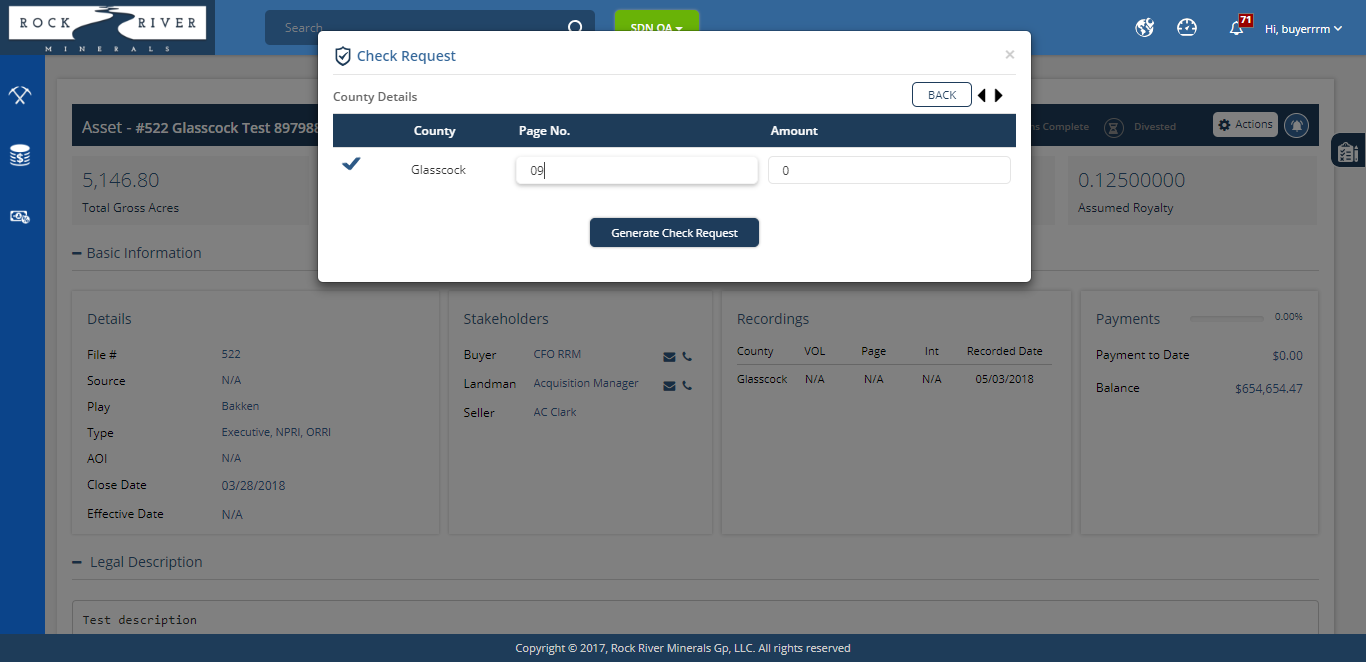 ROCK RIVER
MINERALS
Search
SDN QA
71
Hi, buyerrrm
Check Request
×
County Details
BACK
County Page No. Amount
Glasscock 09 0
Generate Check Request
Asset - #522 Glasscock Test 897988
Complete
Divested
Actions
5,146.80
Total Gross Acres
0.12500000
Assumed Royalty
Basic Information
Details
File # 522
Source N/A
Play Bakken
Type Executive, NPRI, ORRI
AOI N/A
Close Date 03/28/2018
Effective Date N/A
Stakeholders
Buyer CFO RRM
Landman Acquisition Manager
Seller AC Clark
Recordings
County VOL Page Int Recorded Date
Glasscock N/A N/A N/A 05/03/2018
Payments 0.00%
Payment to Date $0.00
Balance $654,654.47
Legal Description
Test description
Copyright © 2017, Rock River Minerals Gp, LLC. All rights reserved